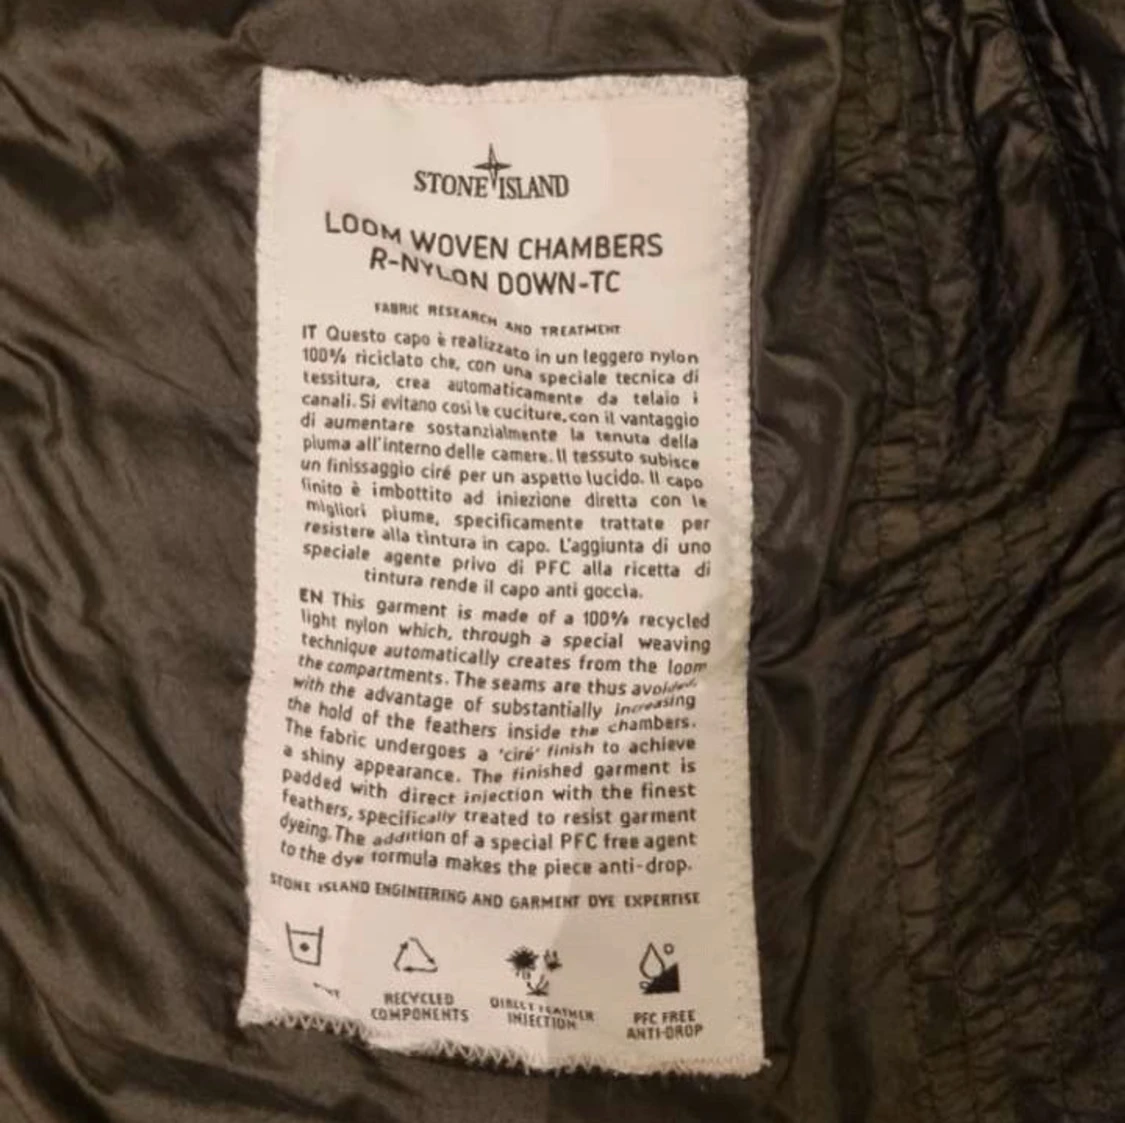 STONE ISLAND
LOOM WOVEN CHAMBERS
R-NYLON DOWN-TC
FABRIC RESEARCH AND TREATMENT
IT Questo capo è realizzato in un leggero nylon
100% riciclato che, con una speciale tecnica di
tessitura, crea automaticamente da telaio i
canali. Si evitano così le cuciture, con il vantaggio
di aumentare sostanzialmente la tenuta della
piuma all'interno delle camere. Il tessuto subisce
un finissaggio ciré per un aspetto lucido. Il capo
finito è imbottito ad iniezione diretta con le
migliori piume, specificamente trattate per
resistere alla tintura in capo. L'aggiunta di uno
speciale agente privo di PFC alla ricetta di
tintura rende il capo anti goccia.
EN This garment is made of a 100% recycled
light nylon which, through a special weaving
technique automatically creates from the loom
the compartments. The seams are thus avoided,
with the advantage of substantially increasing
the hold of the feathers inside the chambers.
The fabric undergoes a 'ciré' finish to achieve
a shiny appearance. The finished garment is
padded with direct injection with the finest
feathers, specifically treated to resist garment
dyeing. The addition of a special PFC free agent
to the dye formula makes the piece anti-drop.
STONE ISLAND ENGINEERING AND GARMENT DYE EXPERTISE
RECYCLED
COMPONENTS
DIRECT FEATHER
INJECTION
PFC FREE
ANTI-DROP